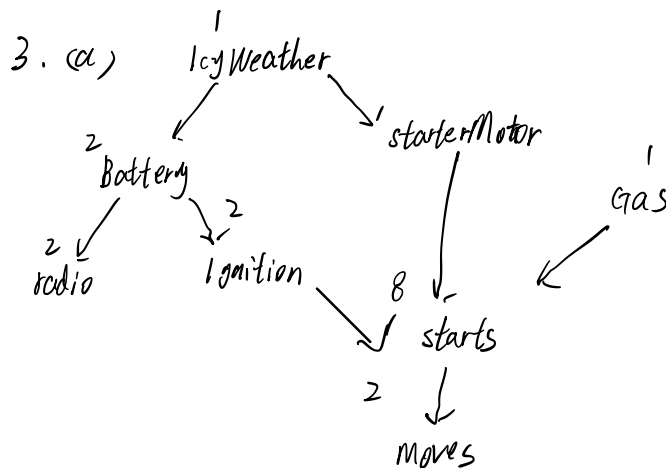 1
3. (a) IcyWeather
1
starterMotor
2
Battery
1
Gas
2
radio
2
Ignition
8
starts
2
Moves